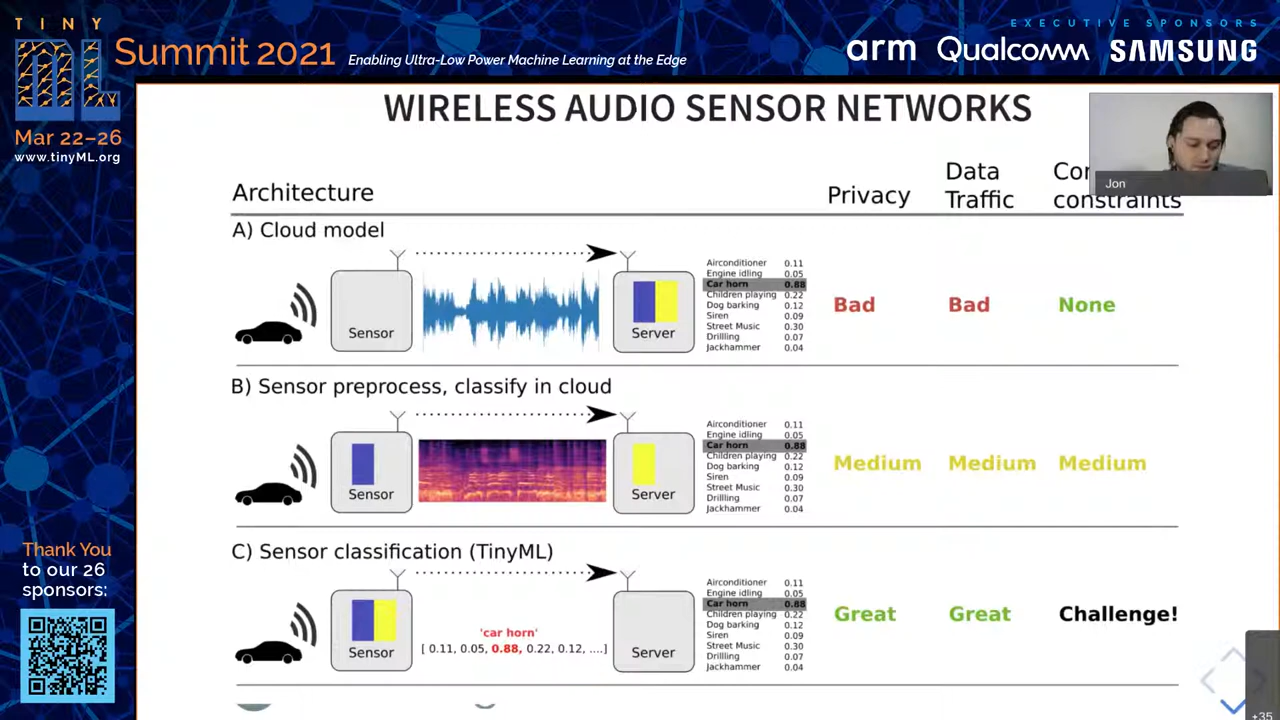 TINY
ML
Summit 2021
Enabling Ultra-Low Power Machine Learning at the Edge
EXECUTIVE SPONSORS
arm Qualcomm SAMSUNG
Mar 22–26
www.tinyML.org
WIRELESS AUDIO SENSOR NETWORKS
Jon
Architecture
Privacy
Data
Traffic
constraints
A) Cloud model
Sensor
Server
Airconditioner 0.11
Engine idling 0.05
Car horn 0.88
Children playing 0.22
Dog barking 0.12
Siren 0.09
Street Music 0.30
Drillling 0.07
Jackhammer 0.04
Bad
Bad
None
B) Sensor preprocess, classify in cloud
Sensor
Server
Airconditioner 0.11
Engine idling 0.05
Car horn 0.88
Children playing 0.22
Dog barking 0.12
Siren 0.09
Street Music 0.30
Drillling 0.07
Jackhammer 0.04
Medium
Medium
Medium
C) Sensor classification (TinyML)
Sensor
'car horn'
[ 0.11, 0.05, 0.88, 0.22, 0.12, ....]
Server
Airconditioner 0.11
Engine idling 0.05
Car horn 0.88
Children playing 0.22
Dog barking 0.12
Siren 0.09
Street Music 0.30
Drillling 0.07
Jackhammer 0.04
Great
Great
Challenge!
Thank You
to our 26
sponsors: